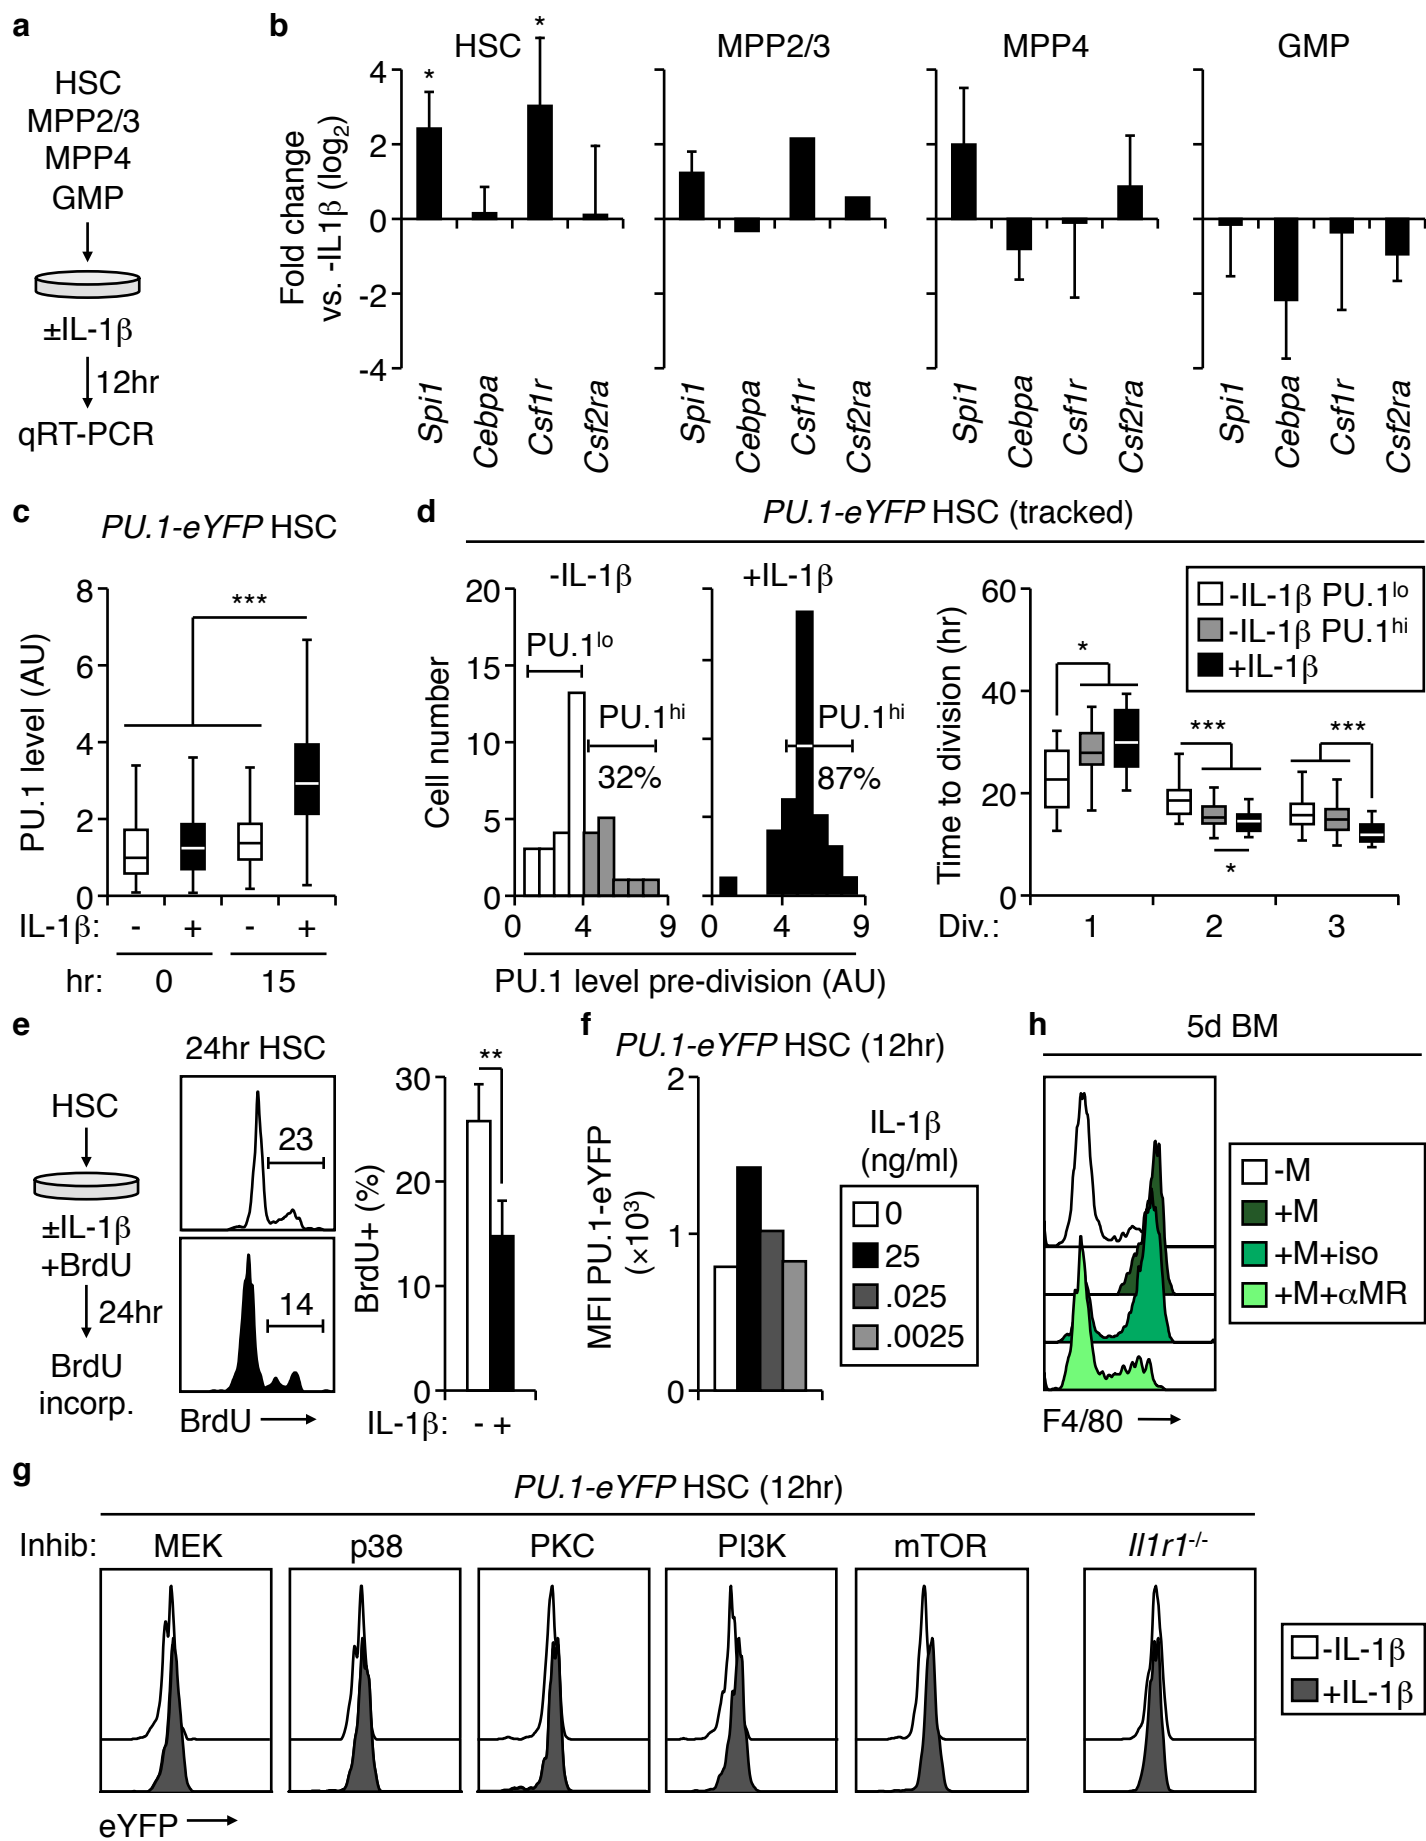 a
HSC
MPP2/3
MPP4
GMP
±IL-1β
12hr
qRT-PCR
b
HSC
MPP2/3
MPP4
GMP
Fold change
vs. -IL1β (log2)
4
2
0
-2
-4
*
*
Spi1
Cebpa
Csf1r
Csf2ra
Spi1
Cebpa
Csf1r
Csf2ra
Spi1
Cebpa
Csf1r
Csf2ra
Spi1
Cebpa
Csf1r
Csf2ra
c
PU.1-eYFP HSC
PU.1 level (AU)
8
6
4
2
0
***
IL-1β: - + - +
hr: 0 15
d
PU.1-eYFP HSC (tracked)
-IL-1β
+IL-1β
Cell number
20
15
10
5
0
PU.1lo
PU.1hi
32%
PU.1hi
87%
0 4 9
0 4 9
PU.1 level pre-division (AU)
Time to division (hr)
60
40
20
0
-IL-1β PU.1lo
-IL-1β PU.1hi
+IL-1β
*
***
*
***
Div.: 1 2 3
e
HSC
±IL-1β
+BrdU
24hr
BrdU
incorp.
24hr HSC
23
14
BrdU
BrdU+ (%)
30
20
10
0
**
IL-1β: - +
f
PU.1-eYFP HSC (12hr)
MFI PU.1-eYFP
(×103)
2
1
0
IL-1β
(ng/ml)
0
25
.025
.0025
h
5d BM
-M
+M
+M+iso
+M+αMR
F4/80
g
PU.1-eYFP HSC (12hr)
Inhib: MEK p38 PKC PI3K mTOR Il1r1-/-
-IL-1β
+IL-1β
eYFP